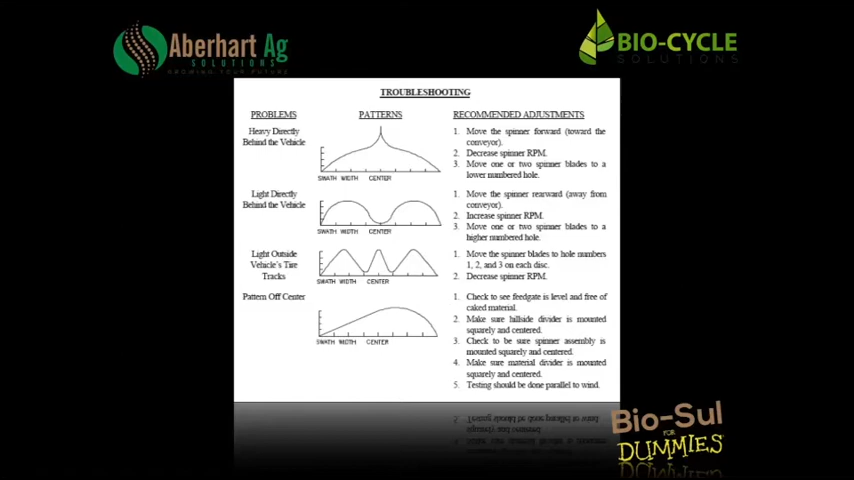 Aberhart Ag
SOLUTIONS
GROWING YOUR FUTURE
BIO-CYCLE
SOLUTIONS
TROUBLESHOOTING
PROBLEMS PATTERNS RECOMMENDED ADJUSTMENTS
Heavy Directly
Behind the Vehicle
SWATH WIDTH CENTER
1. Move the spinner forward (toward the
conveyor).
2. Decrease spinner RPM.
3. Move one or two spinner blades to a
lower numbered hole.
Light Directly
Behind the Vehicle
SWATH WIDTH CENTER
1. Move the spinner rearward (away from
conveyor).
2. Increase spinner RPM.
3. Move one or two spinner blades to a
higher numbered hole.
Light Outside
Vehicle's Tire
Tracks
SWATH WIDTH CENTER
1. Move the spinner blades to hole numbers
1, 2, and 3 on each disc.
2. Decrease spinner RPM.
Pattern Off Center
SWATH WIDTH CENTER
1. Check to see feedgate is level and free of
caked material.
2. Make sure hillside divider is mounted
squarely and centered.
3. Check to be sure spinner assembly is
mounted squarely and centered.
4. Make sure material divider is mounted
squarely and centered.
5. Testing should be done parallel to wind.
Bio-Sul
FOR
DUMMIES